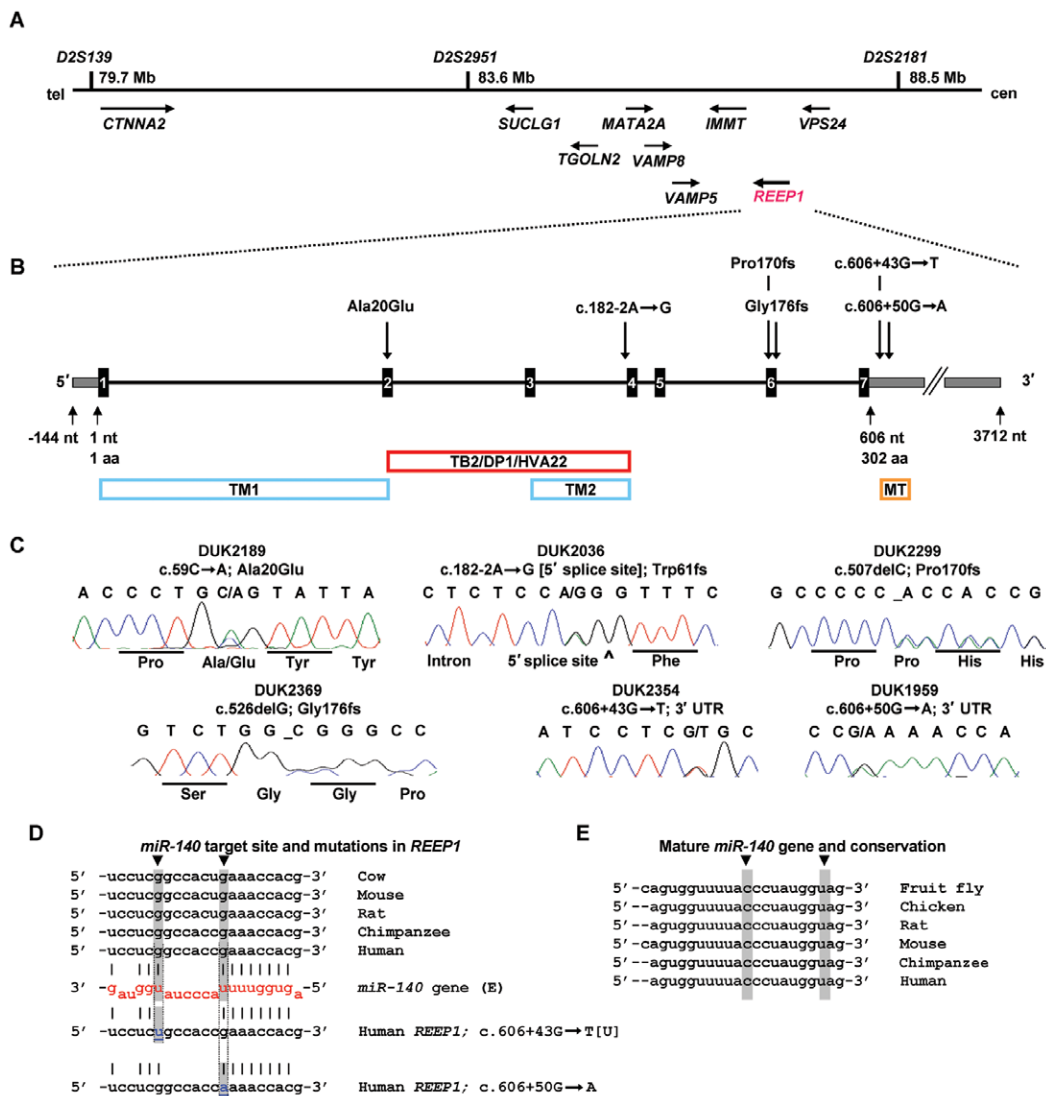 A
D2S139 D2S2951 D2S2181
79.7 Mb 83.6 Mb 88.5 Mb
tel cen
CTNNA2 SUCLG1 MATA2A IMMT VPS24
TGOLN2 VAMP8
VAMP5 REEP1
B
Pro170fs c.606+43G→T
Ala20Glu c.182-2A→G Gly176fs c.606+50G→A
5′ 1 2 3 4 5 6 7 3′
-144 nt 1 nt 606 nt 3712 nt
1 aa 302 aa
TB2/DP1/HVA22
TM1 TM2 MT
C
DUK2189 DUK2036 DUK2299
c.59C→A; Ala20Glu c.182-2A→G [5′ splice site]; Trp61fs c.507delC; Pro170fs
A C C C T G C/A G T A T T A C T C T C C A/G G G T T T C G C C C C C _ A C C A C C G
Pro Ala/Glu Tyr Tyr Intron 5′ splice site ^ Phe Pro Pro His His
DUK2369 DUK2354 DUK1959
c.526delG; Gly176fs c.606+43G→T; 3′ UTR c.606+50G→A; 3′ UTR
G T C T G G _ C G G G C C A T C C T C G/T G C C C G/A A A A C C A
Ser Gly Gly Pro
D
miR-140 target site and mutations in REEP1
5′ -uccucggccacugaaaccacg-3′ Cow
5′ -uccucggccacugaaaccacg-3′ Mouse
5′ -uccucggccacugaaaccacg-3′ Rat
5′ -uccucggccaccgaaaccacg-3′ Chimpanzee
5′ -uccucggccaccgaaaccacg-3′ Human
3′ -gaugguaucccauuuugguga-5′ miR-140 gene (E)
5′ -uccucugccaccgaaaccacg-3′ Human REEP1; c.606+43G→T[U]
5′ -uccucggccaccaaaaccacg-3′ Human REEP1; c.606+50G→A
E
Mature miR-140 gene and conservation
5′-cagugguuuuacccuaugguag-3′ Fruit fly
5′--agugguuuuacccuaugguag-3′ Chicken
5′--agugguuuuacccuaugguag-3′ Rat
5′-cagugguuuuacccuaugguag-3′ Mouse
5′--agugguuuuacccuaugguag-3′ Chimpanzee
5′--agugguuuuacccuaugguag-3′ Human